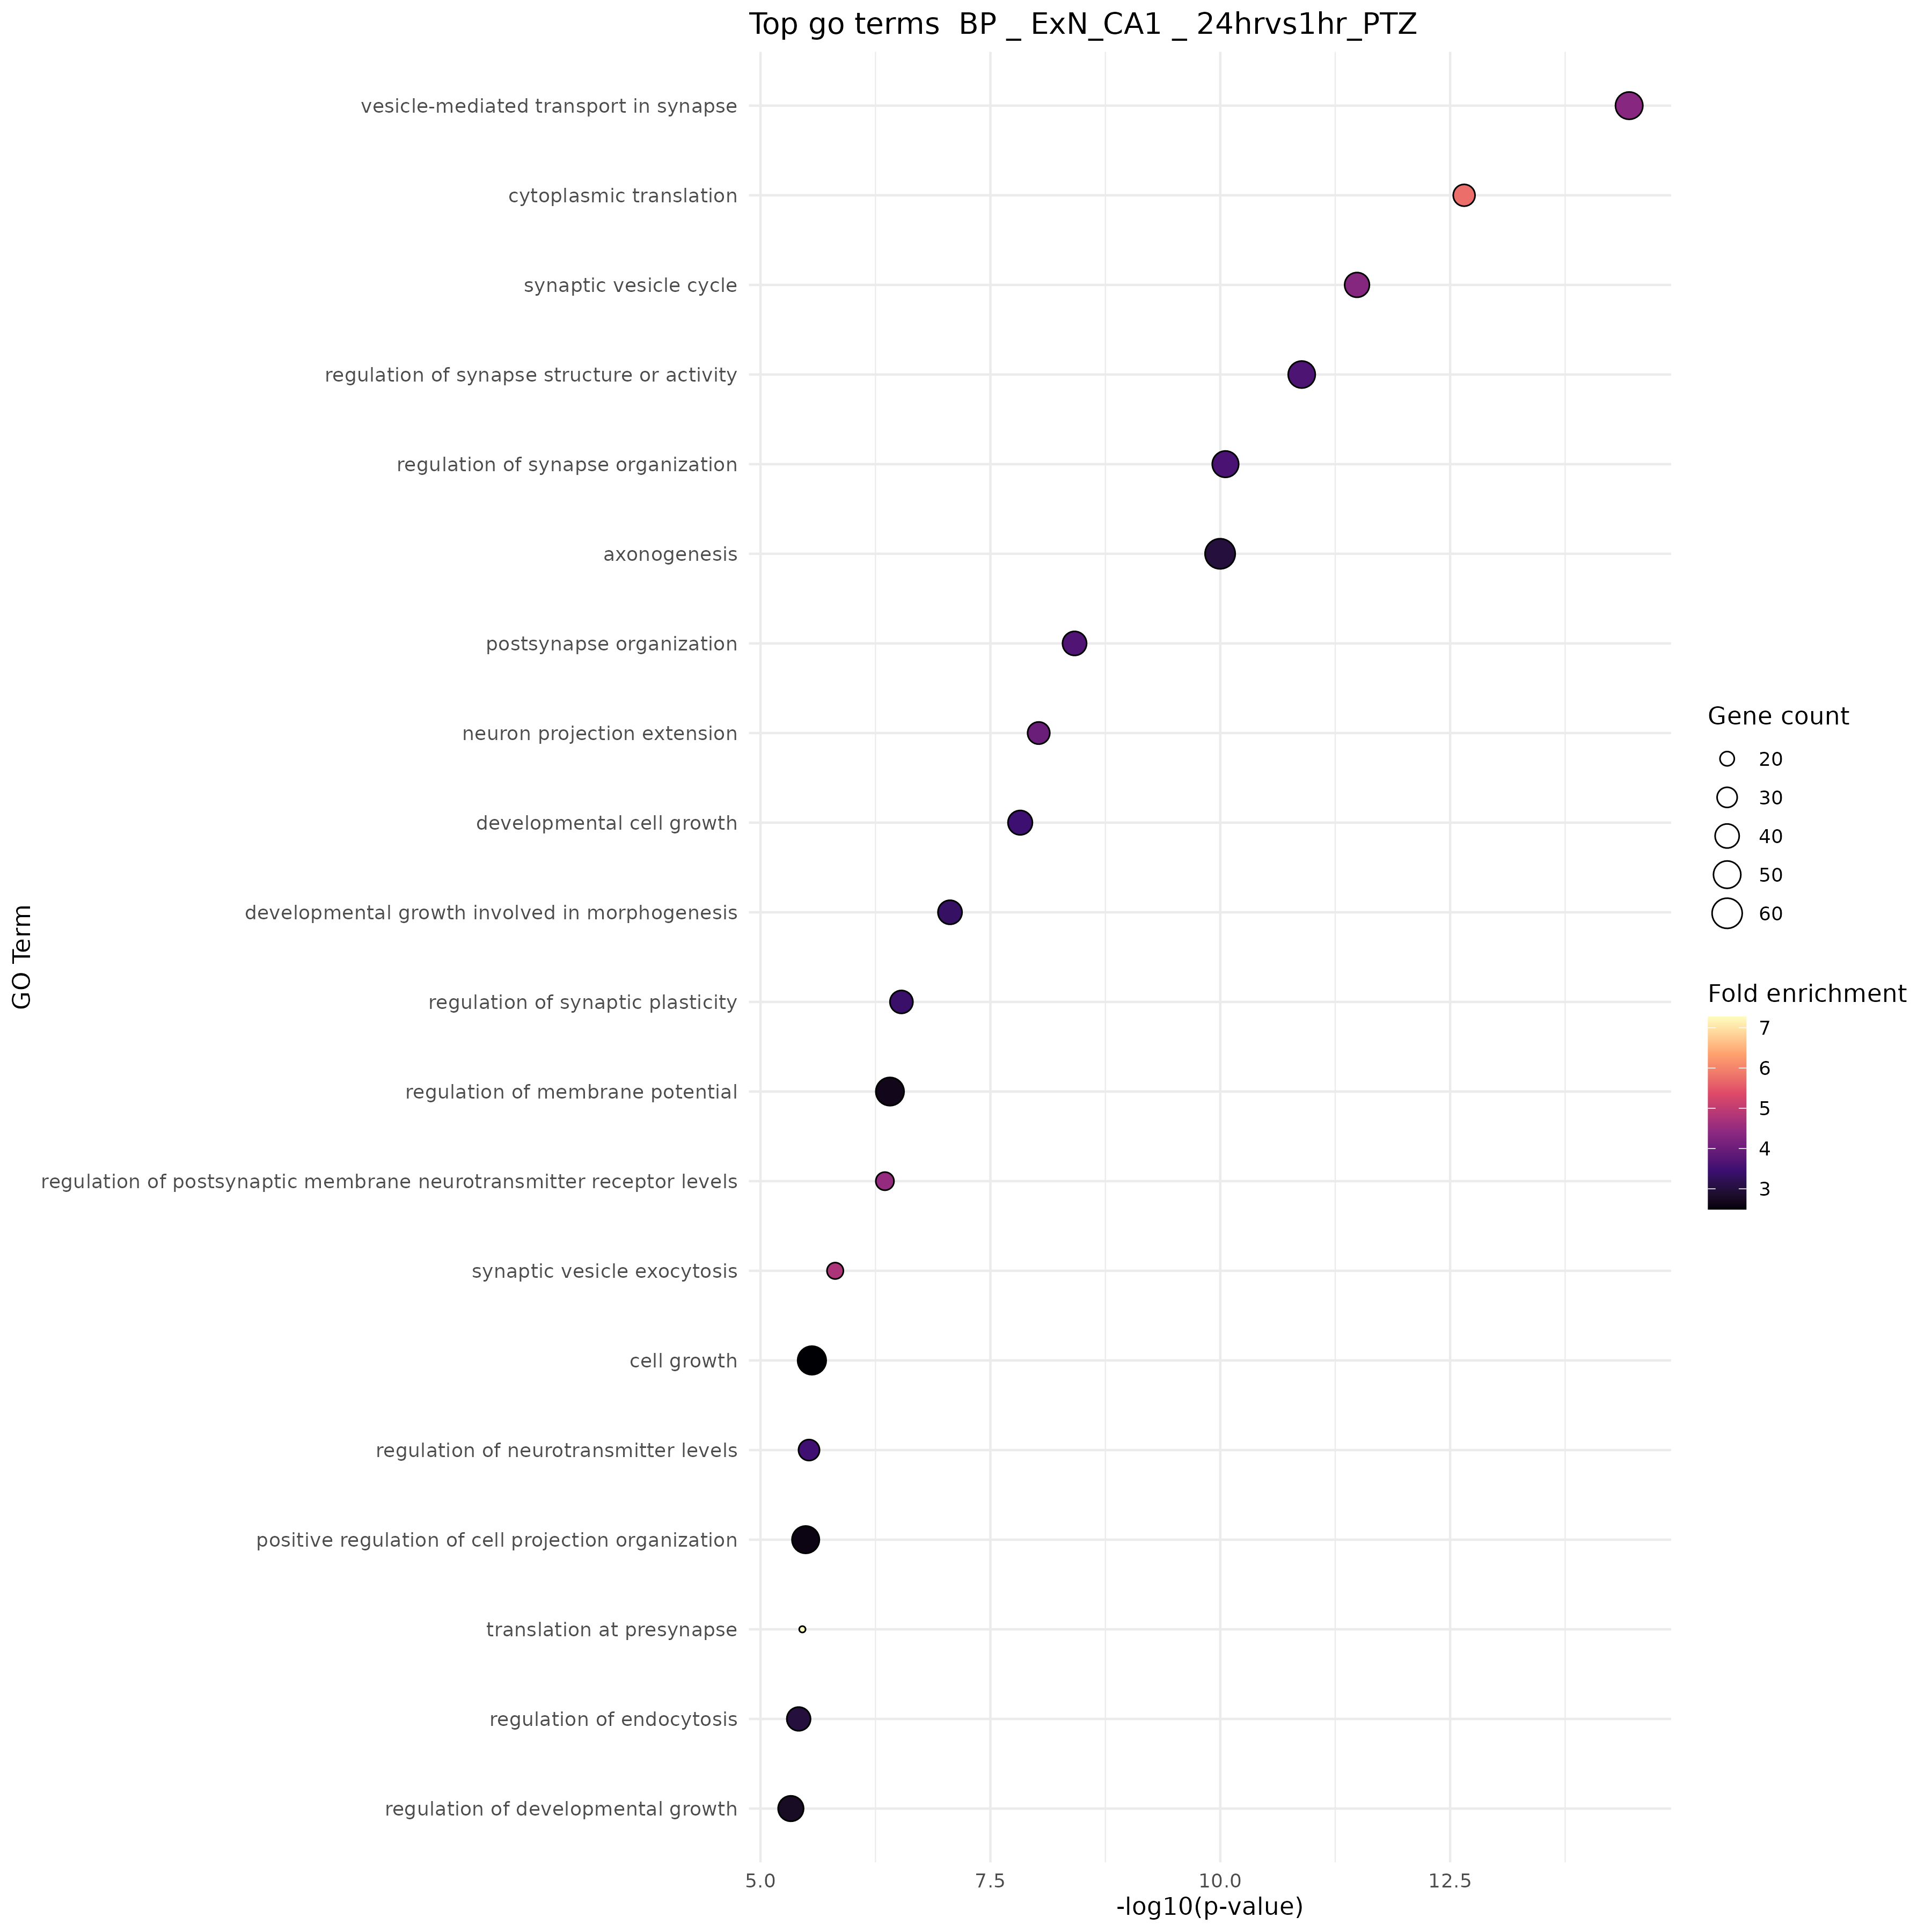 Top go terms  BP _ ExN_CA1 _ 24hrvs1hr_PTZ
vesicle-mediated transport in synapse
cytoplasmic translation
synaptic vesicle cycle
regulation of synapse structure or activity
regulation of synapse organization
axonogenesis
postsynapse organization
neuron projection extension
developmental cell growth
developmental growth involved in morphogenesis
regulation of synaptic plasticity
regulation of membrane potential
regulation of postsynaptic membrane neurotransmitter receptor levels
synaptic vesicle exocytosis
cell growth
regulation of neurotransmitter levels
positive regulation of cell projection organization
translation at presynapse
regulation of endocytosis
regulation of developmental growth
GO Term
5.0 7.5 10.0 12.5
-log10(p-value)
Gene count
20
30
40
50
60
Fold enrichment
7
6
5
4
3